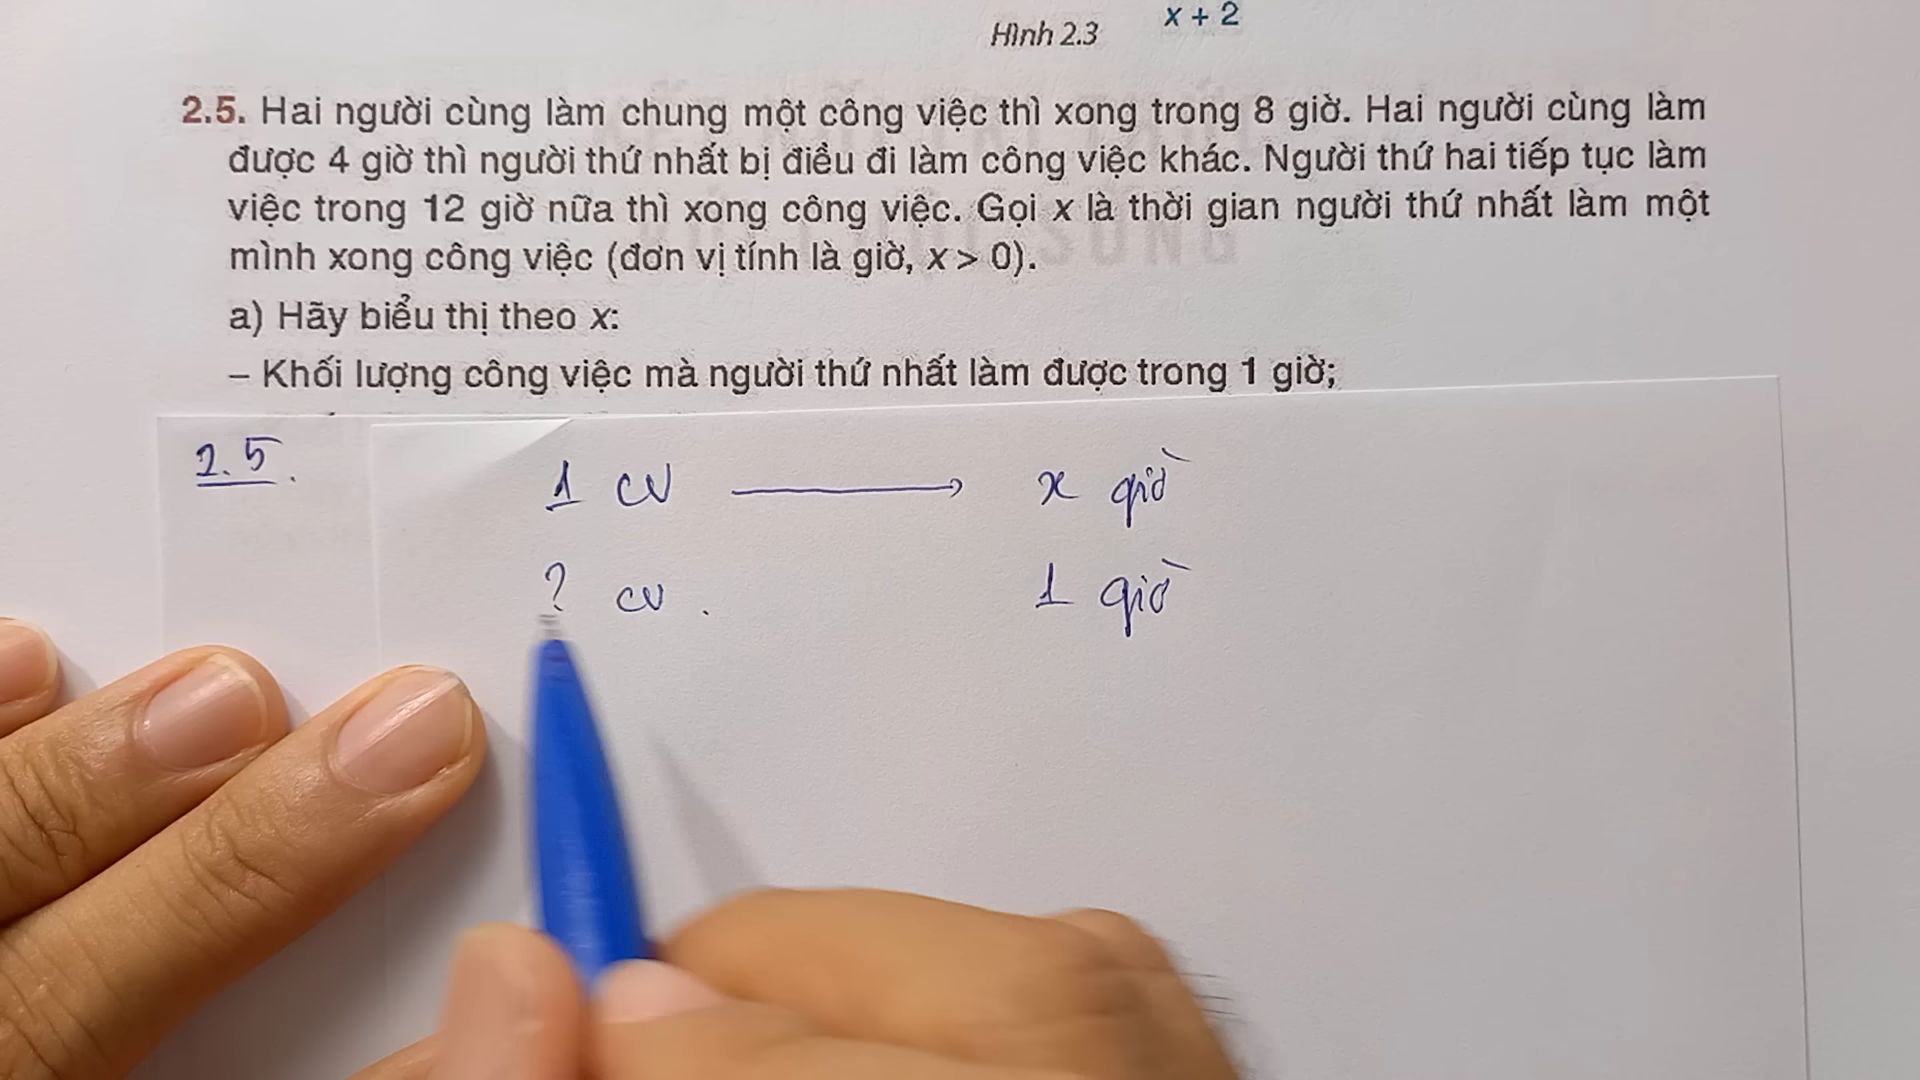 x + 2
Hình 2.3
2.5. Hai người cùng làm chung một công việc thì xong trong 8 giờ. Hai người cùng làm
được 4 giờ thì người thứ nhất bị điều đi làm công việc khác. Người thứ hai tiếp tục làm
việc trong 12 giờ nữa thì xong công việc. Gọi x là thời gian người thứ nhất làm một
mình xong công việc (đơn vị tính là giờ, x > 0).
a) Hãy biểu thị theo x:
– Khối lượng công việc mà người thứ nhất làm được trong 1 giờ;
2.5.
1 cv ⟶ x giờ
? cv . 1 giờ